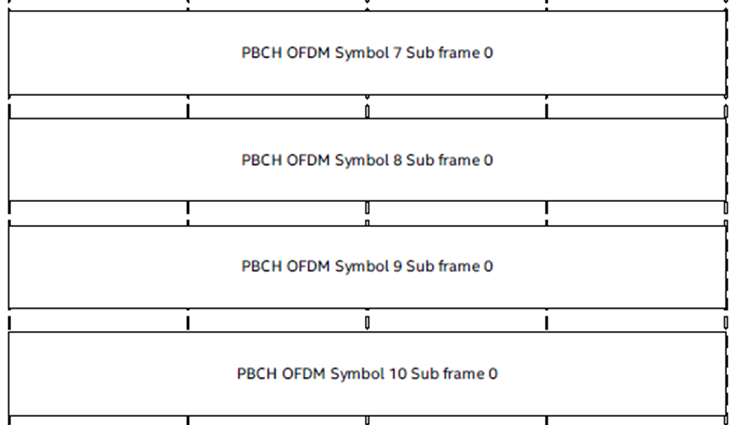 PBCH OFDM Symbol 7 Sub frame 0
PBCH OFDM Symbol 8 Sub frame 0
PBCH OFDM Symbol 9 Sub frame 0
PBCH OFDM Symbol 10 Sub frame 0